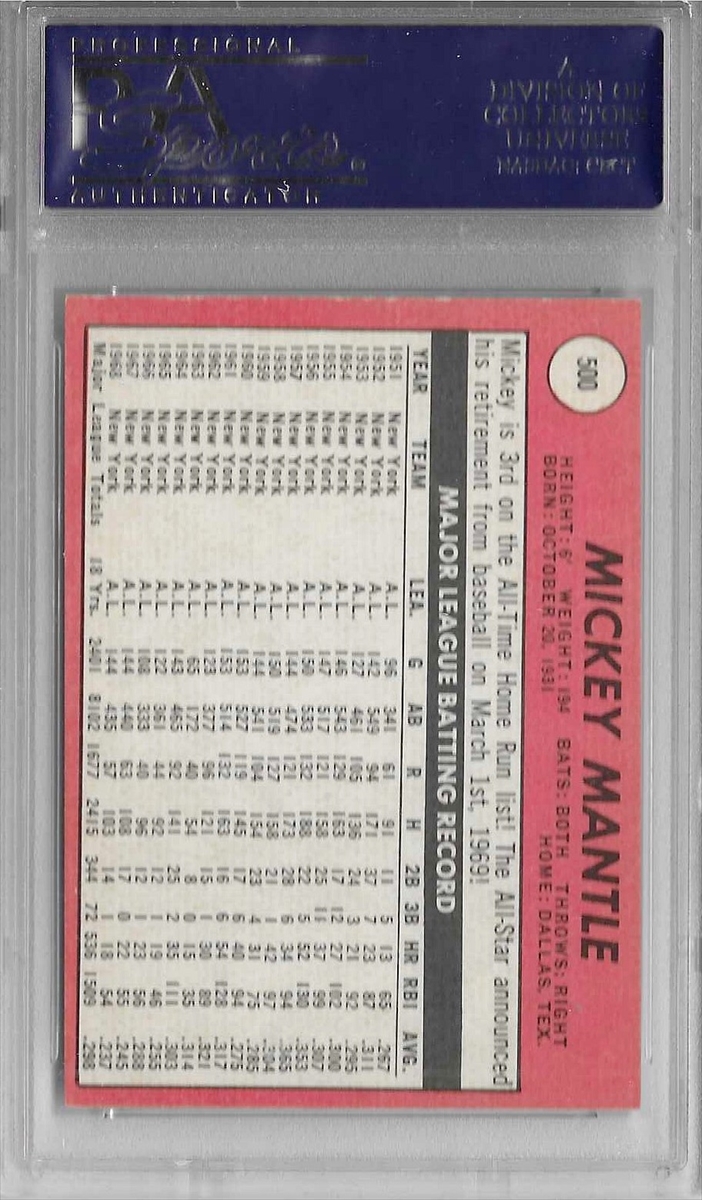 PROFESSIONAL
PSA
Sports
AUTHENTICATOR
A
DIVISION OF
COLLECTORS
UNIVERSE
NASDAQ: CLCT
500
MICKEY MANTLE
HEIGHT: 6' WEIGHT: 194 BATS: BOTH THROWS: RIGHT
BORN: OCTOBER 20, 1931 HOME: DALLAS, TEX.
Mickey is 3rd on the All-Time Home Run list! The All-Star announced
his retirement from baseball on March 1st, 1969!
MAJOR LEAGUE BATTING RECORD
YEAR TEAM LEA. G AB R H 2B 3B HR RBI AVG.
1951 New York A.L. 96 341 61 91 11 5 13 65 .267
1952 New York A.L. 142 549 94 171 37 7 23 87 .311
1953 New York A.L. 127 461 105 136 24 3 21 92 .295
1954 New York A.L. 146 543 129 163 17 12 27 102 .300
1955 New York A.L. 147 517 121 158 25 11 37 99 .307
1956 New York A.L. 150 533 132 188 22 5 52 130 .353
1957 New York A.L. 144 474 121 173 28 6 34 94 .365
1958 New York A.L. 150 519 127 158 21 1 42 97 .304
1959 New York A.L. 144 541 104 154 23 4 31 75 .285
1960 New York A.L. 153 527 119 145 17 6 40 94 .275
1961 New York A.L. 153 514 132 163 16 6 54 128 .317
1962 New York A.L. 123 377 96 121 15 1 30 89 .321
1963 New York A.L. 65 172 40 54 8 0 15 35 .314
1964 New York A.L. 143 465 92 141 25 2 35 111 .303
1965 New York A.L. 122 361 44 92 12 1 19 46 .255
1966 New York A.L. 108 333 40 96 12 1 23 56 .288
1967 New York A.L. 144 440 63 108 17 0 22 55 .245
1968 New York A.L. 144 435 57 103 14 1 18 54 .237
Major League Totals 18 Yrs. 2401 8102 1677 2415 344 72 536 1509 .298